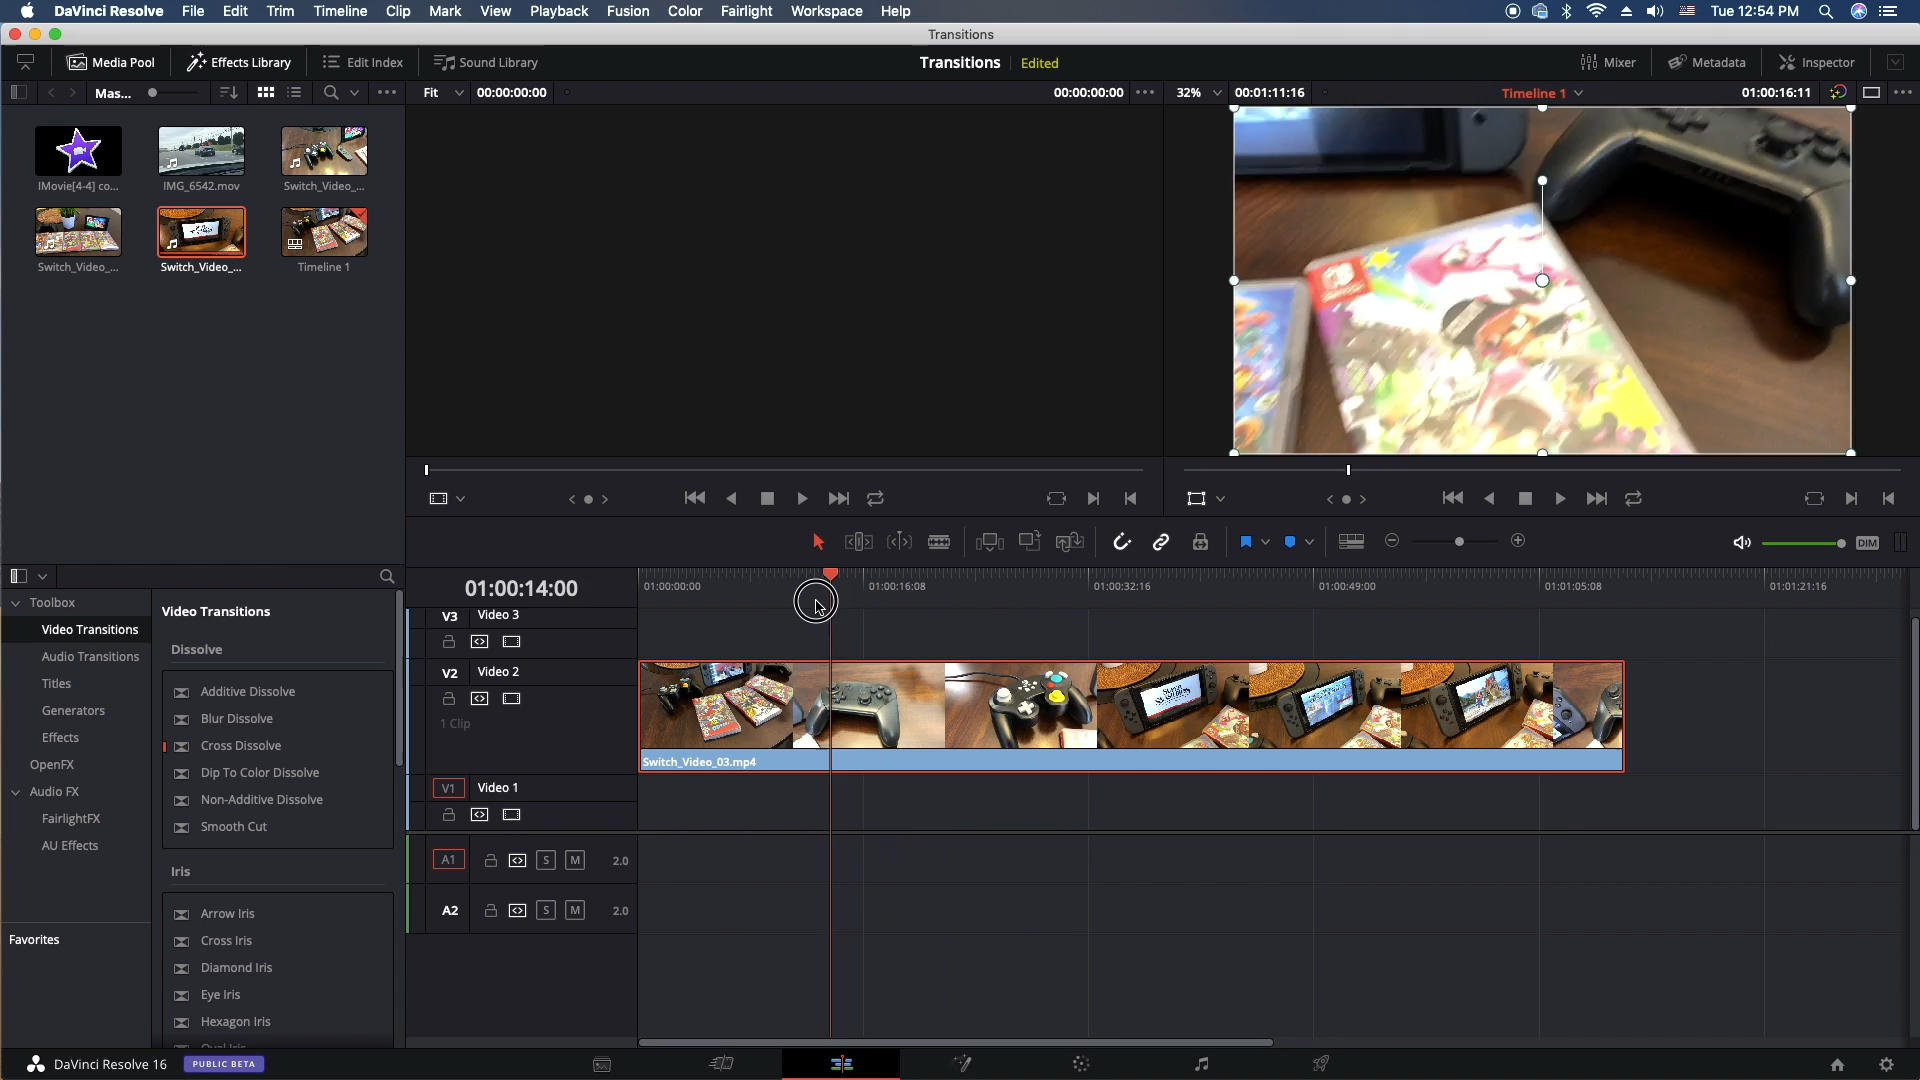 DaVinci Resolve File Edit Trim Timeline Clip Mark View Playback Fusion Color Fairlight Workspace Help Tue 12:54 PM
Transitions
Media Pool Effects Library Edit Index Sound Library Transitions Edited Mixer Metadata Inspector
Mas... Fit 00:00:00:00 00:00:00:00 32% 00:01:11:16 Timeline 1 01:00:16:11
IMovie[4-4] co... IMG_6542.mov Switch_Video_...
Switch_Video_... Switch_Video_... Timeline 1
DIM
01:00:14:00 01:00:00:00 01:00:16:08 01:00:32:16 01:00:49:00 01:01:05:08 01:01:21:16
Toolbox
Video Transitions
Audio Transitions
Titles
Generators
Effects
OpenFX
Audio FX
FairlightFX
AU Effects
Favorites
Video Transitions
Dissolve
Additive Dissolve
Blur Dissolve
Cross Dissolve
Dip To Color Dissolve
Non-Additive Dissolve
Smooth Cut
Iris
Arrow Iris
Cross Iris
Diamond Iris
Eye Iris
Hexagon Iris
V3 Video 3
V2 Video 2
1 Clip
Switch_Video_03.mp4
V1 Video 1
A1 S M 2.0
A2 S M 2.0
DaVinci Resolve 16 PUBLIC BETA